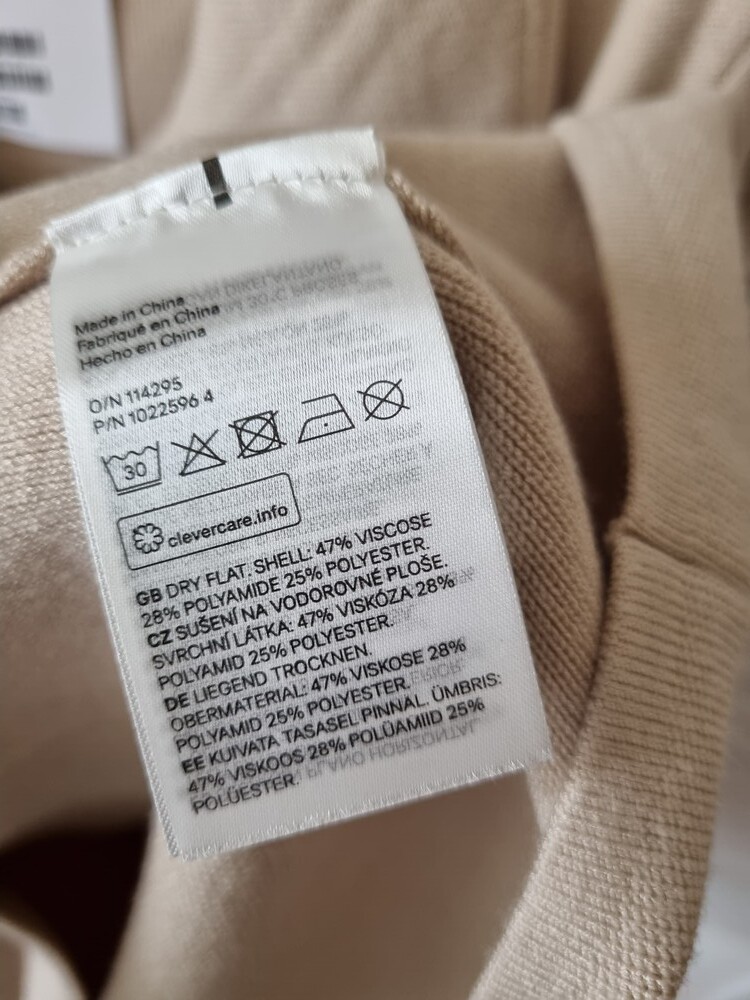 Made in China
Fabriqué en China
Hecho en China
O/N 114295
P/N 1022596 4
30
clevercare.info
GB DRY FLAT. SHELL: 47% VISCOSE
28% POLYAMIDE 25% POLYESTER.
CZ SUŠENÍ NA VODOROVNÉ PLOŠE.
SVRCHNÍ LÁTKA: 47% VISKÓZA 28%
POLYAMID 25% POLYESTER.
DE LIEGEND TROCKNEN.
OBERMATERIAL: 47% VISKOSE 28%
POLYAMID 25% POLYESTER.
EE KUIVATA TASASEL PINNAL. ÜMBRIS:
47% VISKOOS 28% POLÜAMIID 25%
POLÜESTER.